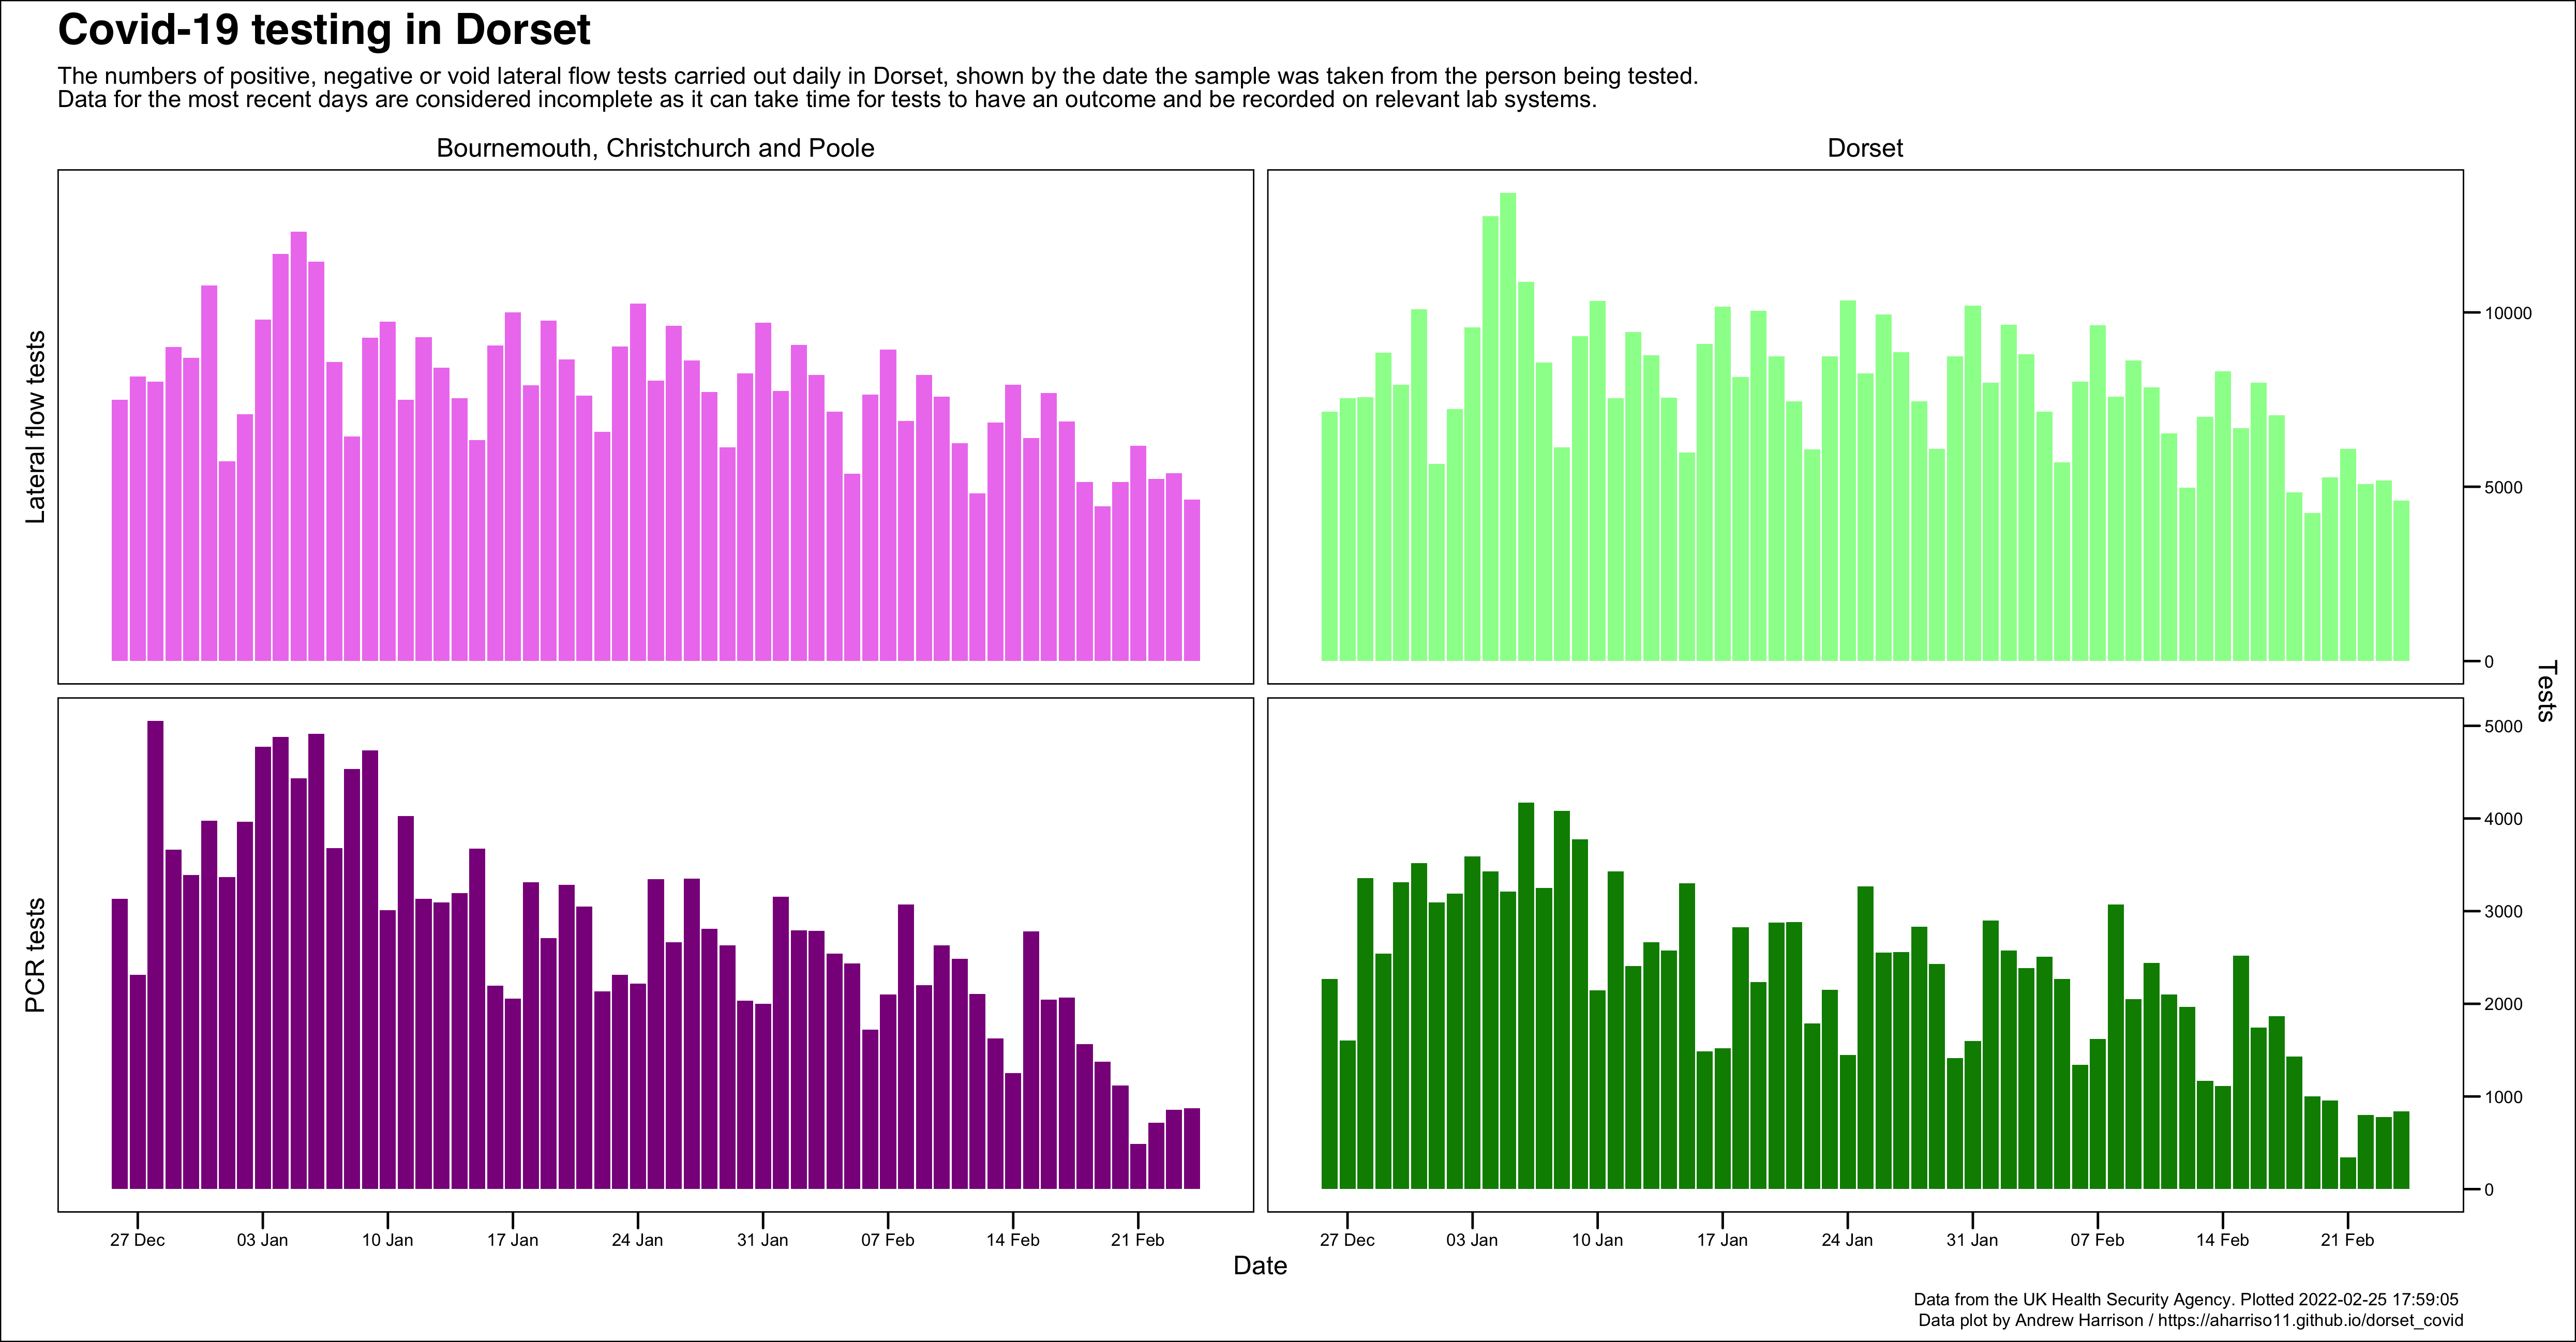 Covid-19 testing in Dorset
The numbers of positive, negative or void lateral flow tests carried out daily in Dorset, shown by the date the sample was taken from the person being tested.
Data for the most recent days are considered incomplete as it can take time for tests to have an outcome and be recorded on relevant lab systems.
Bournemouth, Christchurch and Poole
Dorset
Lateral flow tests
10000
5000
0
Tests
PCR tests
5000
4000
3000
2000
1000
0
27 Dec 03 Jan 10 Jan 17 Jan 24 Jan 31 Jan 07 Feb 14 Feb 21 Feb
27 Dec 03 Jan 10 Jan 17 Jan 24 Jan 31 Jan 07 Feb 14 Feb 21 Feb
Date
Data from the UK Health Security Agency. Plotted 2022-02-25 17:59:05
Data plot by Andrew Harrison / https://aharriso11.github.io/dorset_covid